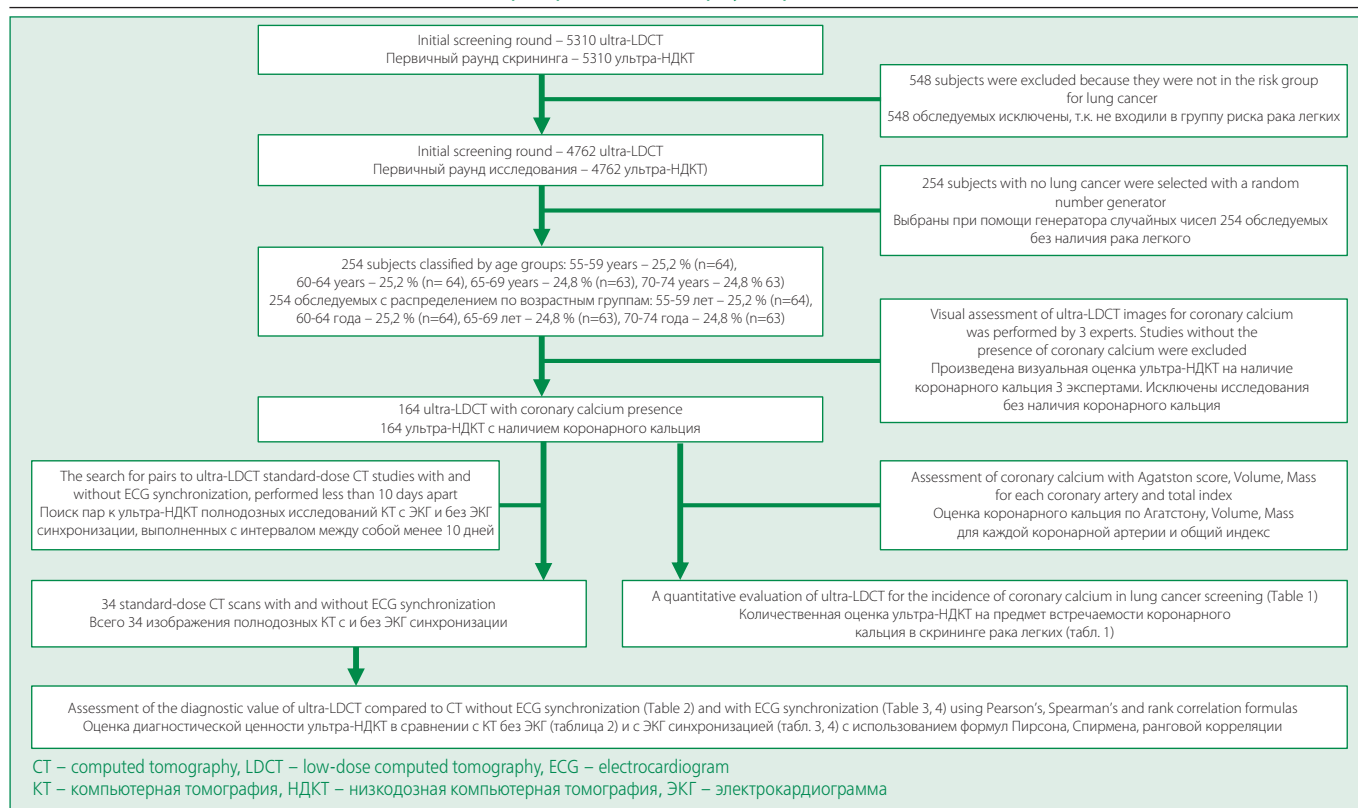 Initial screening round – 5310 ultra-LDCT
Первичный раунд скрининга – 5310 ультра-НДКТ
548 subjects were excluded because they were not in the risk group
for lung cancer
548 обследуемых исключены, т.к. не входили в группу риска рака легких
Initial screening round – 4762 ultra-LDCT
Первичный раунд исследования – 4762 ультра-НДКТ)
254 subjects with no lung cancer were selected with a random
number generator
Выбраны при помощи генератора случайных чисел 254 обследуемых
без наличия рака легкого
254 subjects classified by age groups: 55-59 years – 25,2 % (n=64),
60-64 years – 25,2 % (n= 64), 65-69 years – 24,8 % (n=63), 70-74 years – 24,8 % 63)
254 обследуемых с распределением по возрастным группам: 55-59 лет – 25,2 % (n=64),
60-64 года – 25,2 % (n=64), 65-69 лет – 24,8 % (n=63), 70-74 года – 24,8 % (n=63)
Visual assessment of ultra-LDCT images for coronary calcium
was performed by 3 experts. Studies without the
presence of coronary calcium were excluded
Произведена визуальная оценка ультра-НДКТ на наличие
коронарного кальция 3 экспертами. Исключены исследования
без наличия коронарного кальция
164 ultra-LDCT with coronary calcium presence
164 ультра-НДКТ с наличием коронарного кальция
The search for pairs to ultra-LDCT standard-dose CT studies with and
without ECG synchronization, performed less than 10 days apart
Поиск пар к ультра-НДКТ полнодозных исследований КТ с ЭКГ и без ЭКГ
синхронизации, выполненных с интервалом между собой менее 10 дней
Assessment of coronary calcium with Agatston score, Volume, Mass
for each coronary artery and total index
Оценка коронарного кальция по Агатстону, Volume, Mass
для каждой коронарной артерии и общий индекс
34 standard-dose CT scans with and without ECG synchronization
Всего 34 изображения полнодозных КТ с и без ЭКГ синхронизации
A quantitative evaluation of ultra-LDCT for the incidence of coronary calcium in lung cancer screening (Table 1)
Количественная оценка ультра-НДКТ на предмет встречаемости коронарного
кальция в скрининге рака легких (табл. 1)
Assessment of the diagnostic value of ultra-LDCT compared to CT without ECG synchronization (Table 2) and with ECG synchronization (Table 3, 4) using Pearson's, Spearman's and rank correlation formulas
Оценка диагностической ценности ультра-НДКТ в сравнении с КТ без ЭКГ (таблица 2) и с ЭКГ синхронизацией (табл. 3, 4) с использованием формул Пирсона, Спирмена, ранговой корреляции
CT – computed tomography, LDCT – low-dose computed tomography, ECG – electrocardiogram
КТ – компьютерная томография, НДКТ – низкодозная компьютерная томография, ЭКГ – электрокардиограмма